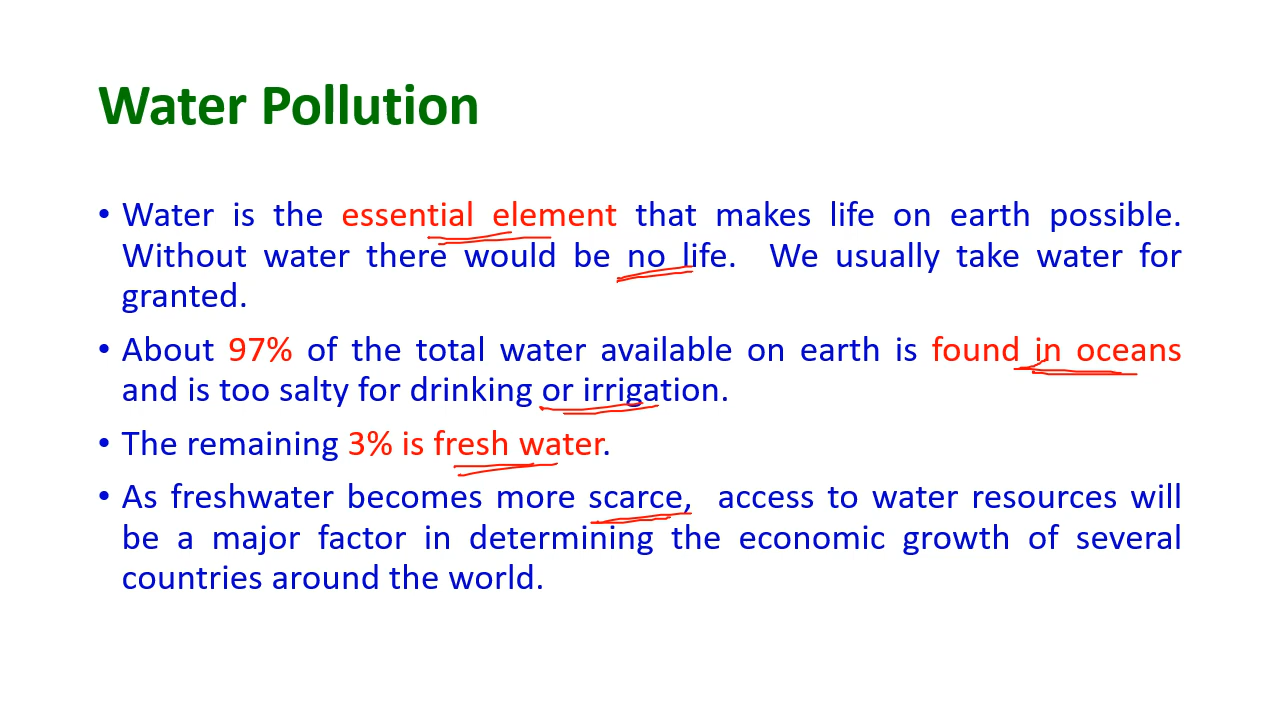 Water Pollution
• Water is the essential element that makes life on earth possible.
Without water there would be no life. We usually take water for
granted.
• About 97% of the total water available on earth is found in oceans
and is too salty for drinking or irrigation.
• The remaining 3% is fresh water.
• As freshwater becomes more scarce, access to water resources will
be a major factor in determining the economic growth of several
countries around the world.